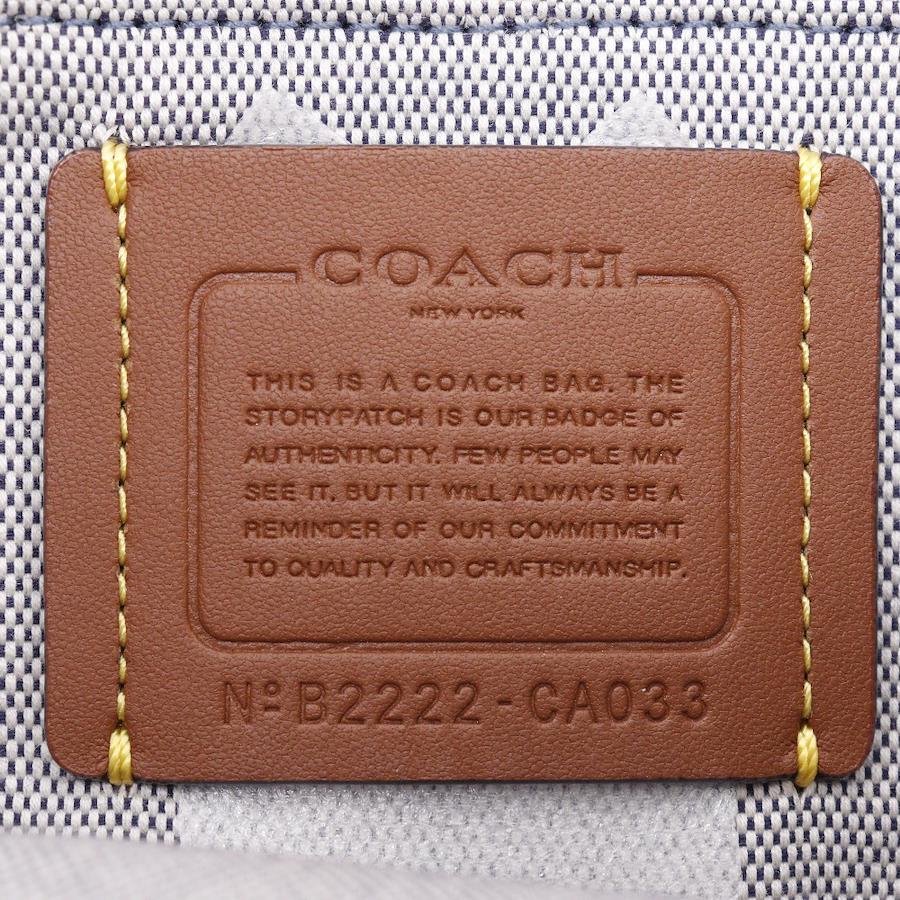 COACH
NEW YORK
THIS IS A COACH BAG. THE
STORYPATCH IS OUR BADGE OF
AUTHENTICITY. FEW PEOPLE MAY
SEE IT, BUT IT WILL ALWAYS BE A
REMINDER OF OUR COMMITMENT
TO QUALITY AND CRAFTSMANSHIP.
Nº B2222-CA033